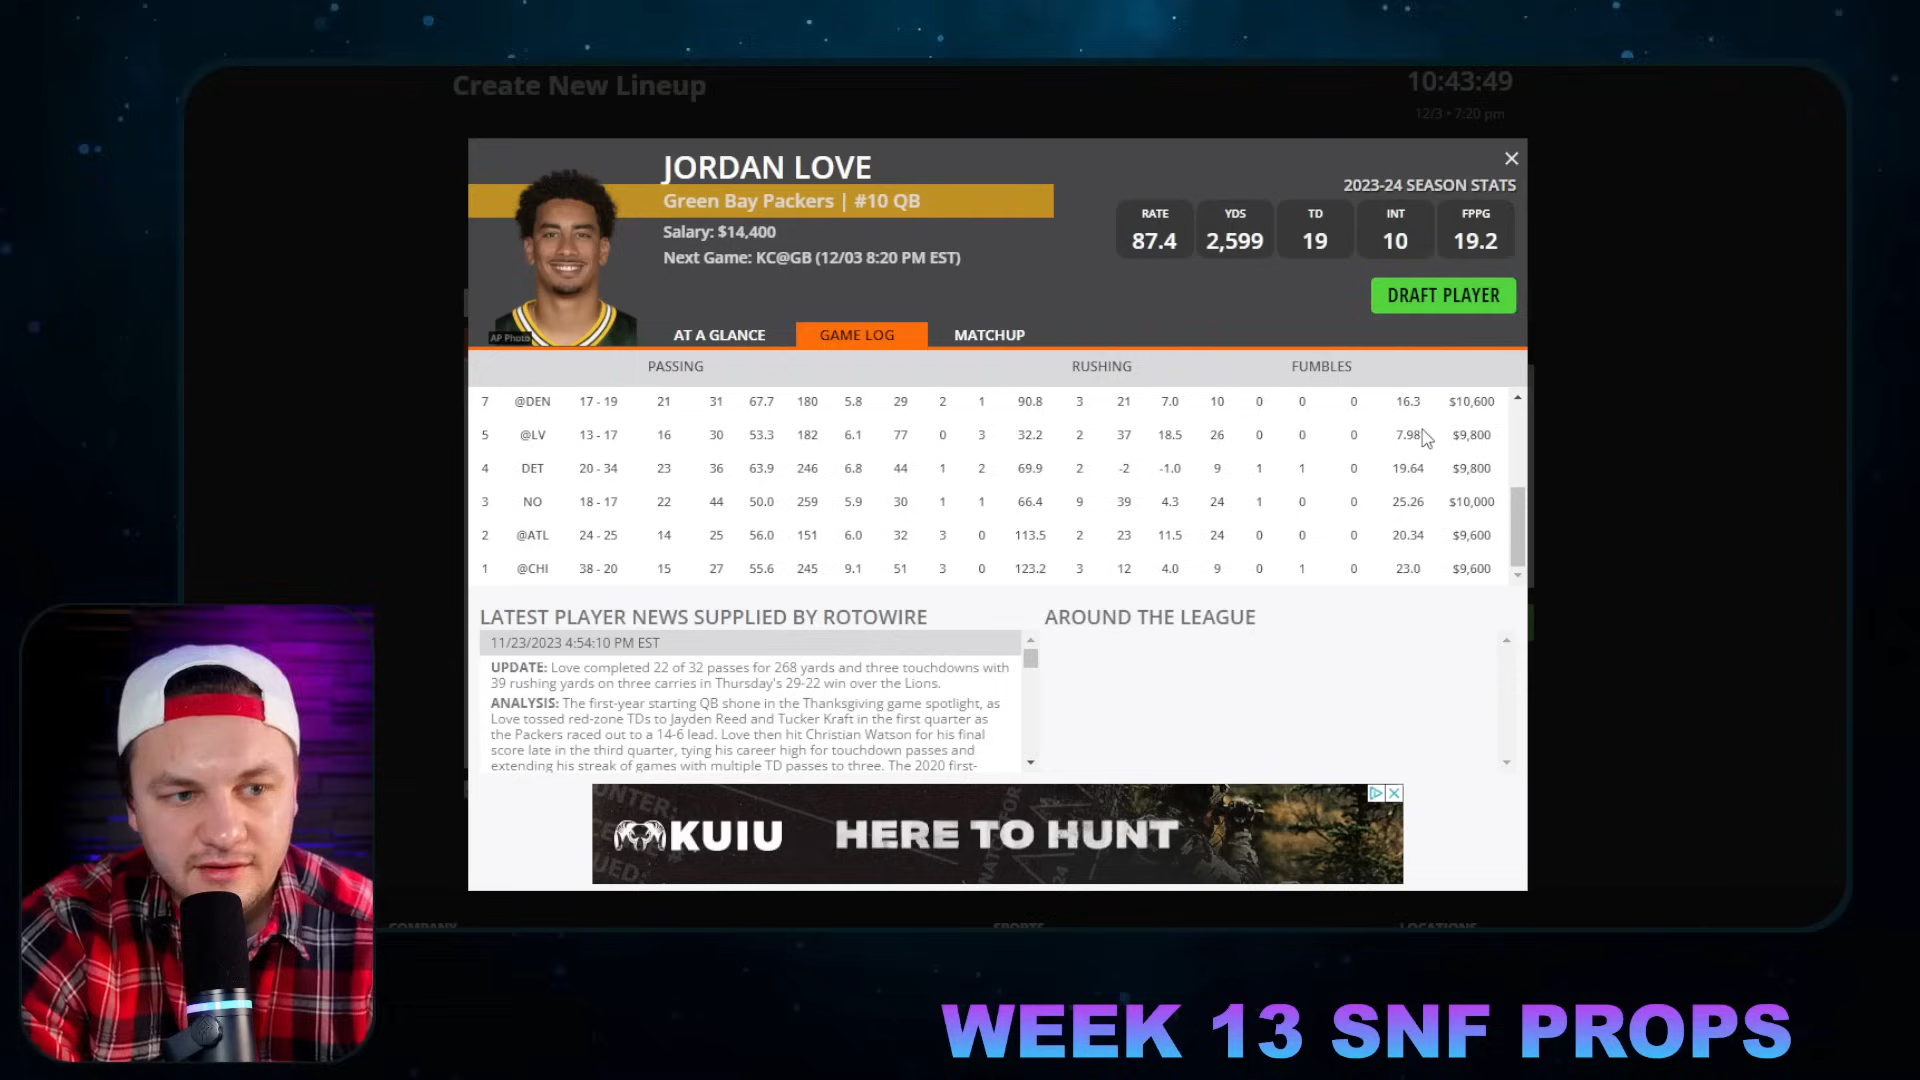 Create New Lineup
10:43:49
12/3 • 7:20 pm
JORDAN LOVE
Green Bay Packers | #10 QB
Salary: $14,400
Next Game: KC@GB (12/03 8:20 PM EST)
2023-24 SEASON STATS
RATE YDS TD INT FPPG
87.4 2,599 19 10 19.2
DRAFT PLAYER
AP Photo
AT A GLANCE GAME LOG MATCHUP
PASSING RUSHING FUMBLES
7 @DEN 17 - 19 21 31 67.7 180 5.8 29 2 1 90.8 3 21 7.0 10 0 0 0 16.3 $10,600
5 @LV 13 - 17 16 30 53.3 182 6.1 77 0 3 32.2 2 37 18.5 26 0 0 0 7.98 $9,800
4 DET 20 - 34 23 36 63.9 246 6.8 44 1 2 69.9 2 -2 -1.0 9 1 1 0 19.64 $9,800
3 NO 18 - 17 22 44 50.0 259 5.9 30 1 1 66.4 9 39 4.3 24 1 0 0 25.26 $10,000
2 @ATL 24 - 25 14 25 56.0 151 6.0 32 3 0 113.5 2 23 11.5 24 0 0 0 20.34 $9,600
1 @CHI 38 - 20 15 27 55.6 245 9.1 51 3 0 123.2 3 12 4.0 9 0 1 0 23.0 $9,600
LATEST PLAYER NEWS SUPPLIED BY ROTOWIRE
AROUND THE LEAGUE
11/23/2023 4:54:10 PM EST
UPDATE: Love completed 22 of 32 passes for 268 yards and three touchdowns with
39 rushing yards on three carries in Thursday's 29-22 win over the Lions.
ANALYSIS: The first-year starting QB shone in the Thanksgiving game spotlight, as
Love tossed red-zone TDs to Jayden Reed and Tucker Kraft in the first quarter as
the Packers raced out to a 14-6 lead. Love then hit Christian Watson for his final
score late in the third quarter, tying his career high for touchdown passes and
extending his streak of games with multiple TD passes to three. The 2020 first-
KUIU HERE TO HUNT
COMPANY SPORTS LOCATIONS
WEEK 13 SNF PROPS